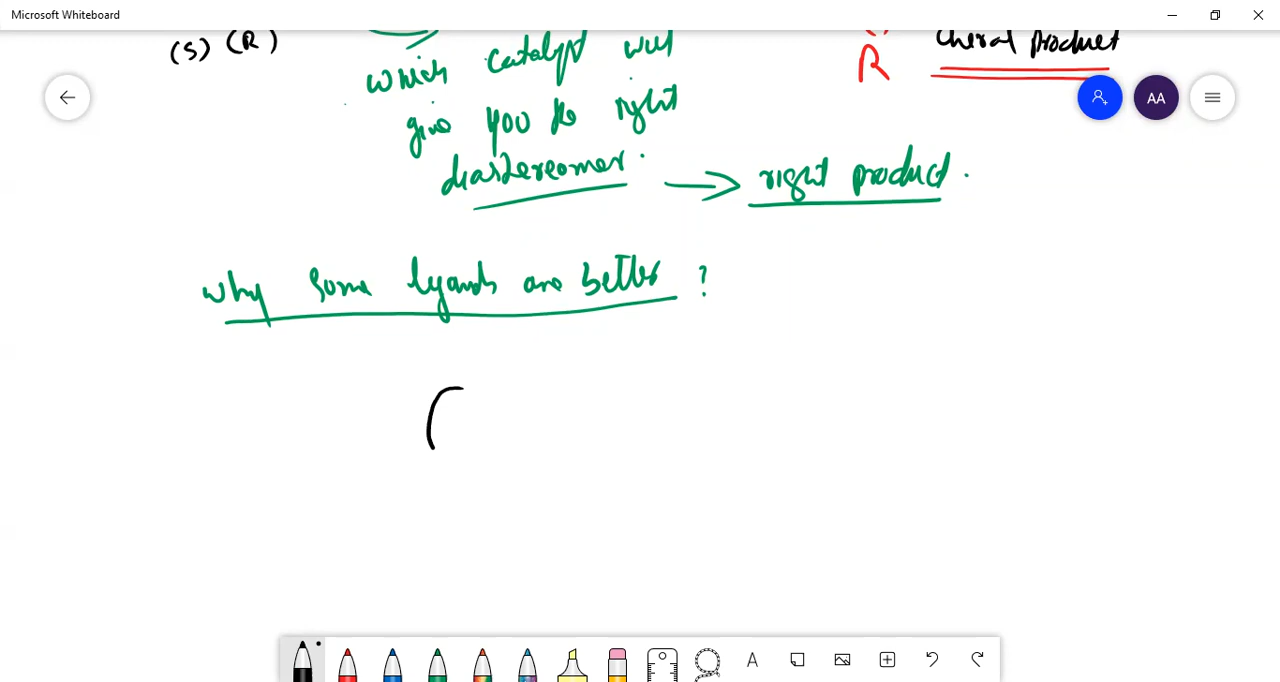 Microsoft Whiteboard
(S) (R)
which catalyst will
give you the right
diastereomer. → right product.
R
Chiral Product
AA
why some ligands are better ?
(
A